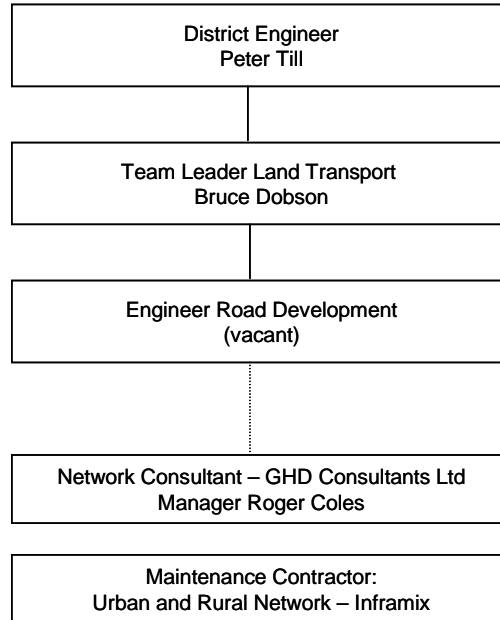 District Engineer
Peter Till
Team Leader Land Transport
Bruce Dobson
Engineer Road Development
(vacant)
Network Consultant – GHD Consultants Ltd
Manager Roger Coles
Maintenance Contractor:
Urban and Rural Network – Inframix